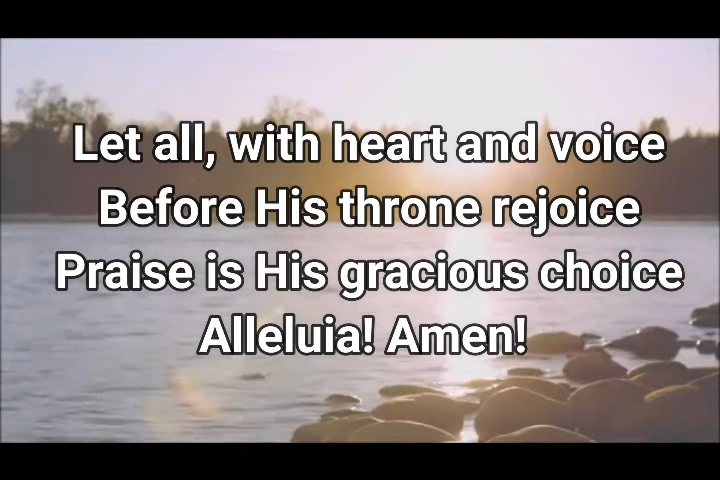 Let all, with heart and voice
Before His throne rejoice
Praise is His gracious choice
Alleluia! Amen!